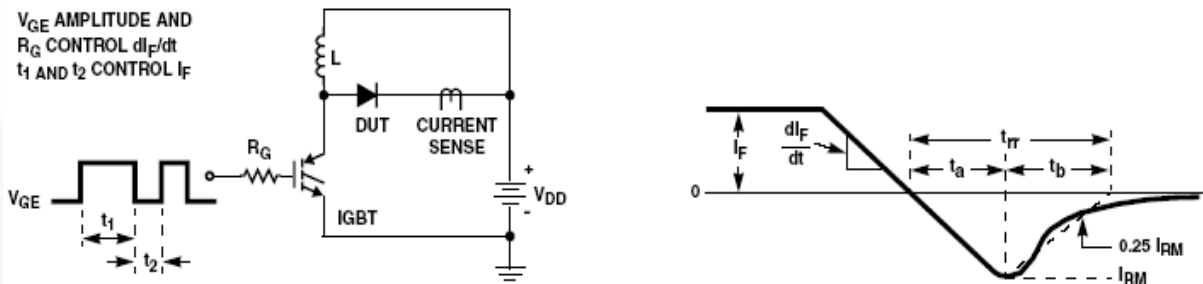 V_GE AMPLITUDE AND
R_G CONTROL dI_F/dt
t_1 AND t_2 CONTROL I_F
L
DUT
CURRENT
SENSE
R_G
V_GE
t_1
t_2
IGBT
+
V_DD
-
I_F
dI_F
dt
t_rr
t_a
t_b
0
0.25 I_RM
I_RM